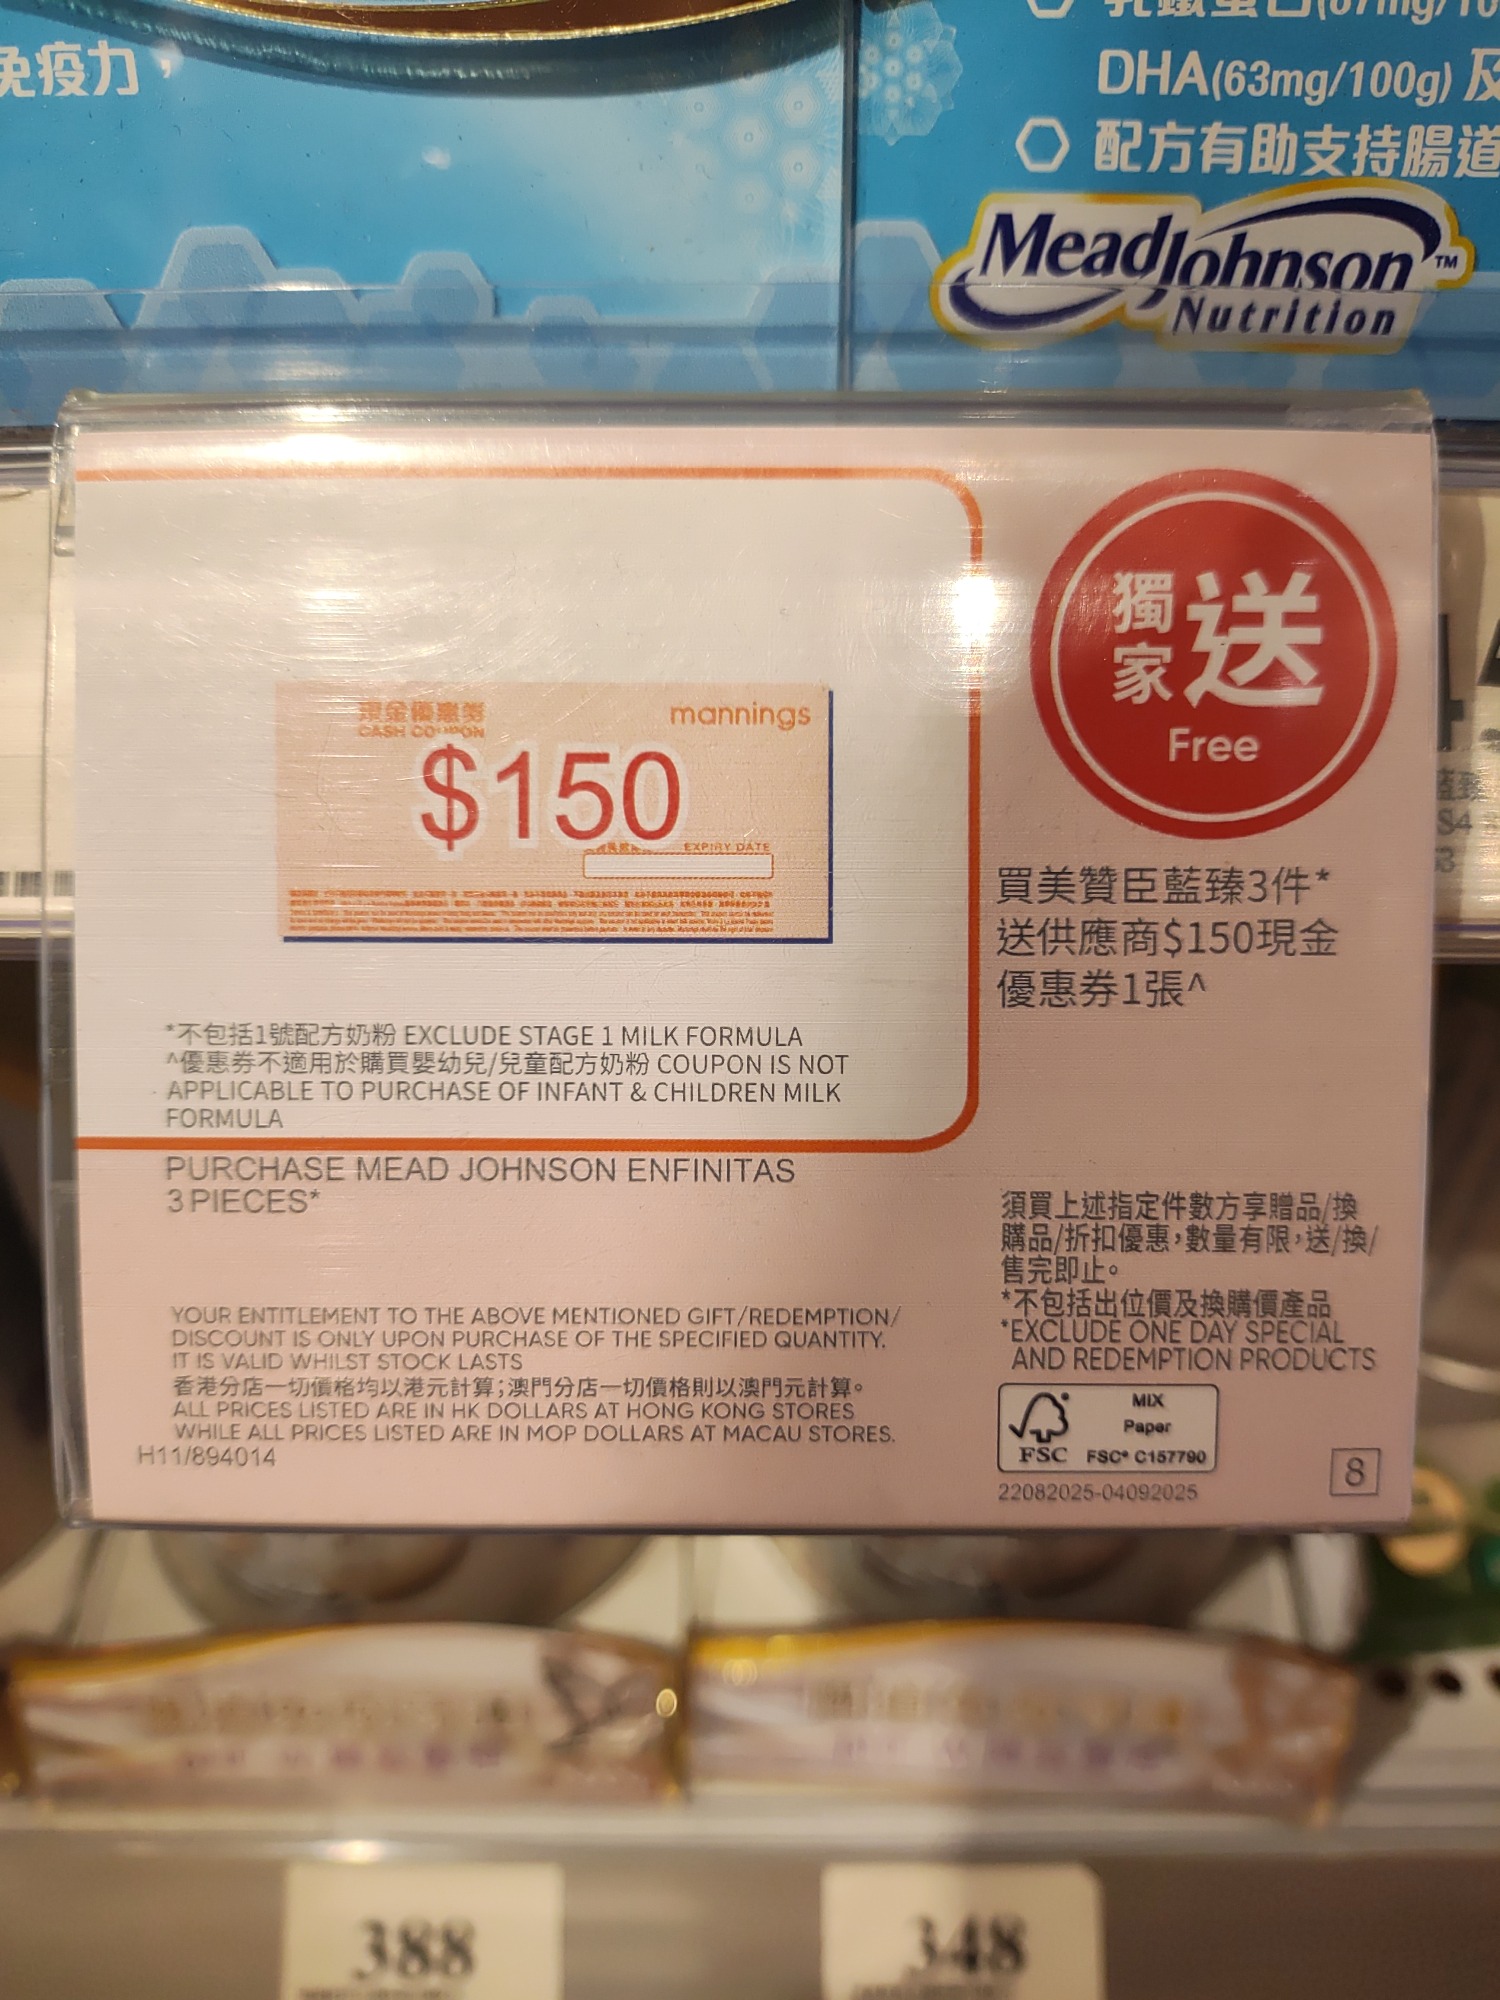 免疫力，
DHA(63mg/100g) 及
配方有助支持腸道
MeadJohnson™
Nutrition
獨家送
Free
現金優惠券
CASH COUPON
mannings
$150
EXPIRY DATE
買美贊臣藍臻3件*
送供應商$150現金
優惠券1張^
*不包括1號配方奶粉 EXCLUDE STAGE 1 MILK FORMULA
^優惠券不適用於購買嬰幼兒/兒童配方奶粉 COUPON IS NOT
APPLICABLE TO PURCHASE OF INFANT & CHILDREN MILK
FORMULA
PURCHASE MEAD JOHNSON ENFINITAS
3 PIECES*
須買上述指定件數方享贈品/換
購品/折扣優惠，數量有限，送/換/
售完即止。
*不包括出位價及換購價產品
*EXCLUDE ONE DAY SPECIAL
AND REDEMPTION PRODUCTS
YOUR ENTITLEMENT TO THE ABOVE MENTIONED GIFT/REDEMPTION/
DISCOUNT IS ONLY UPON PURCHASE OF THE SPECIFIED QUANTITY.
IT IS VALID WHILST STOCK LASTS
香港分店一切價格均以港元計算；澳門分店一切價格則以澳門元計算。
ALL PRICES LISTED ARE IN HK DOLLARS AT HONG KONG STORES
WHILE ALL PRICES LISTED ARE IN MOP DOLLARS AT MACAU STORES.
H11/894014
MIX
Paper
FSC
FSC® C157790
22082025-04092025
8
388
348